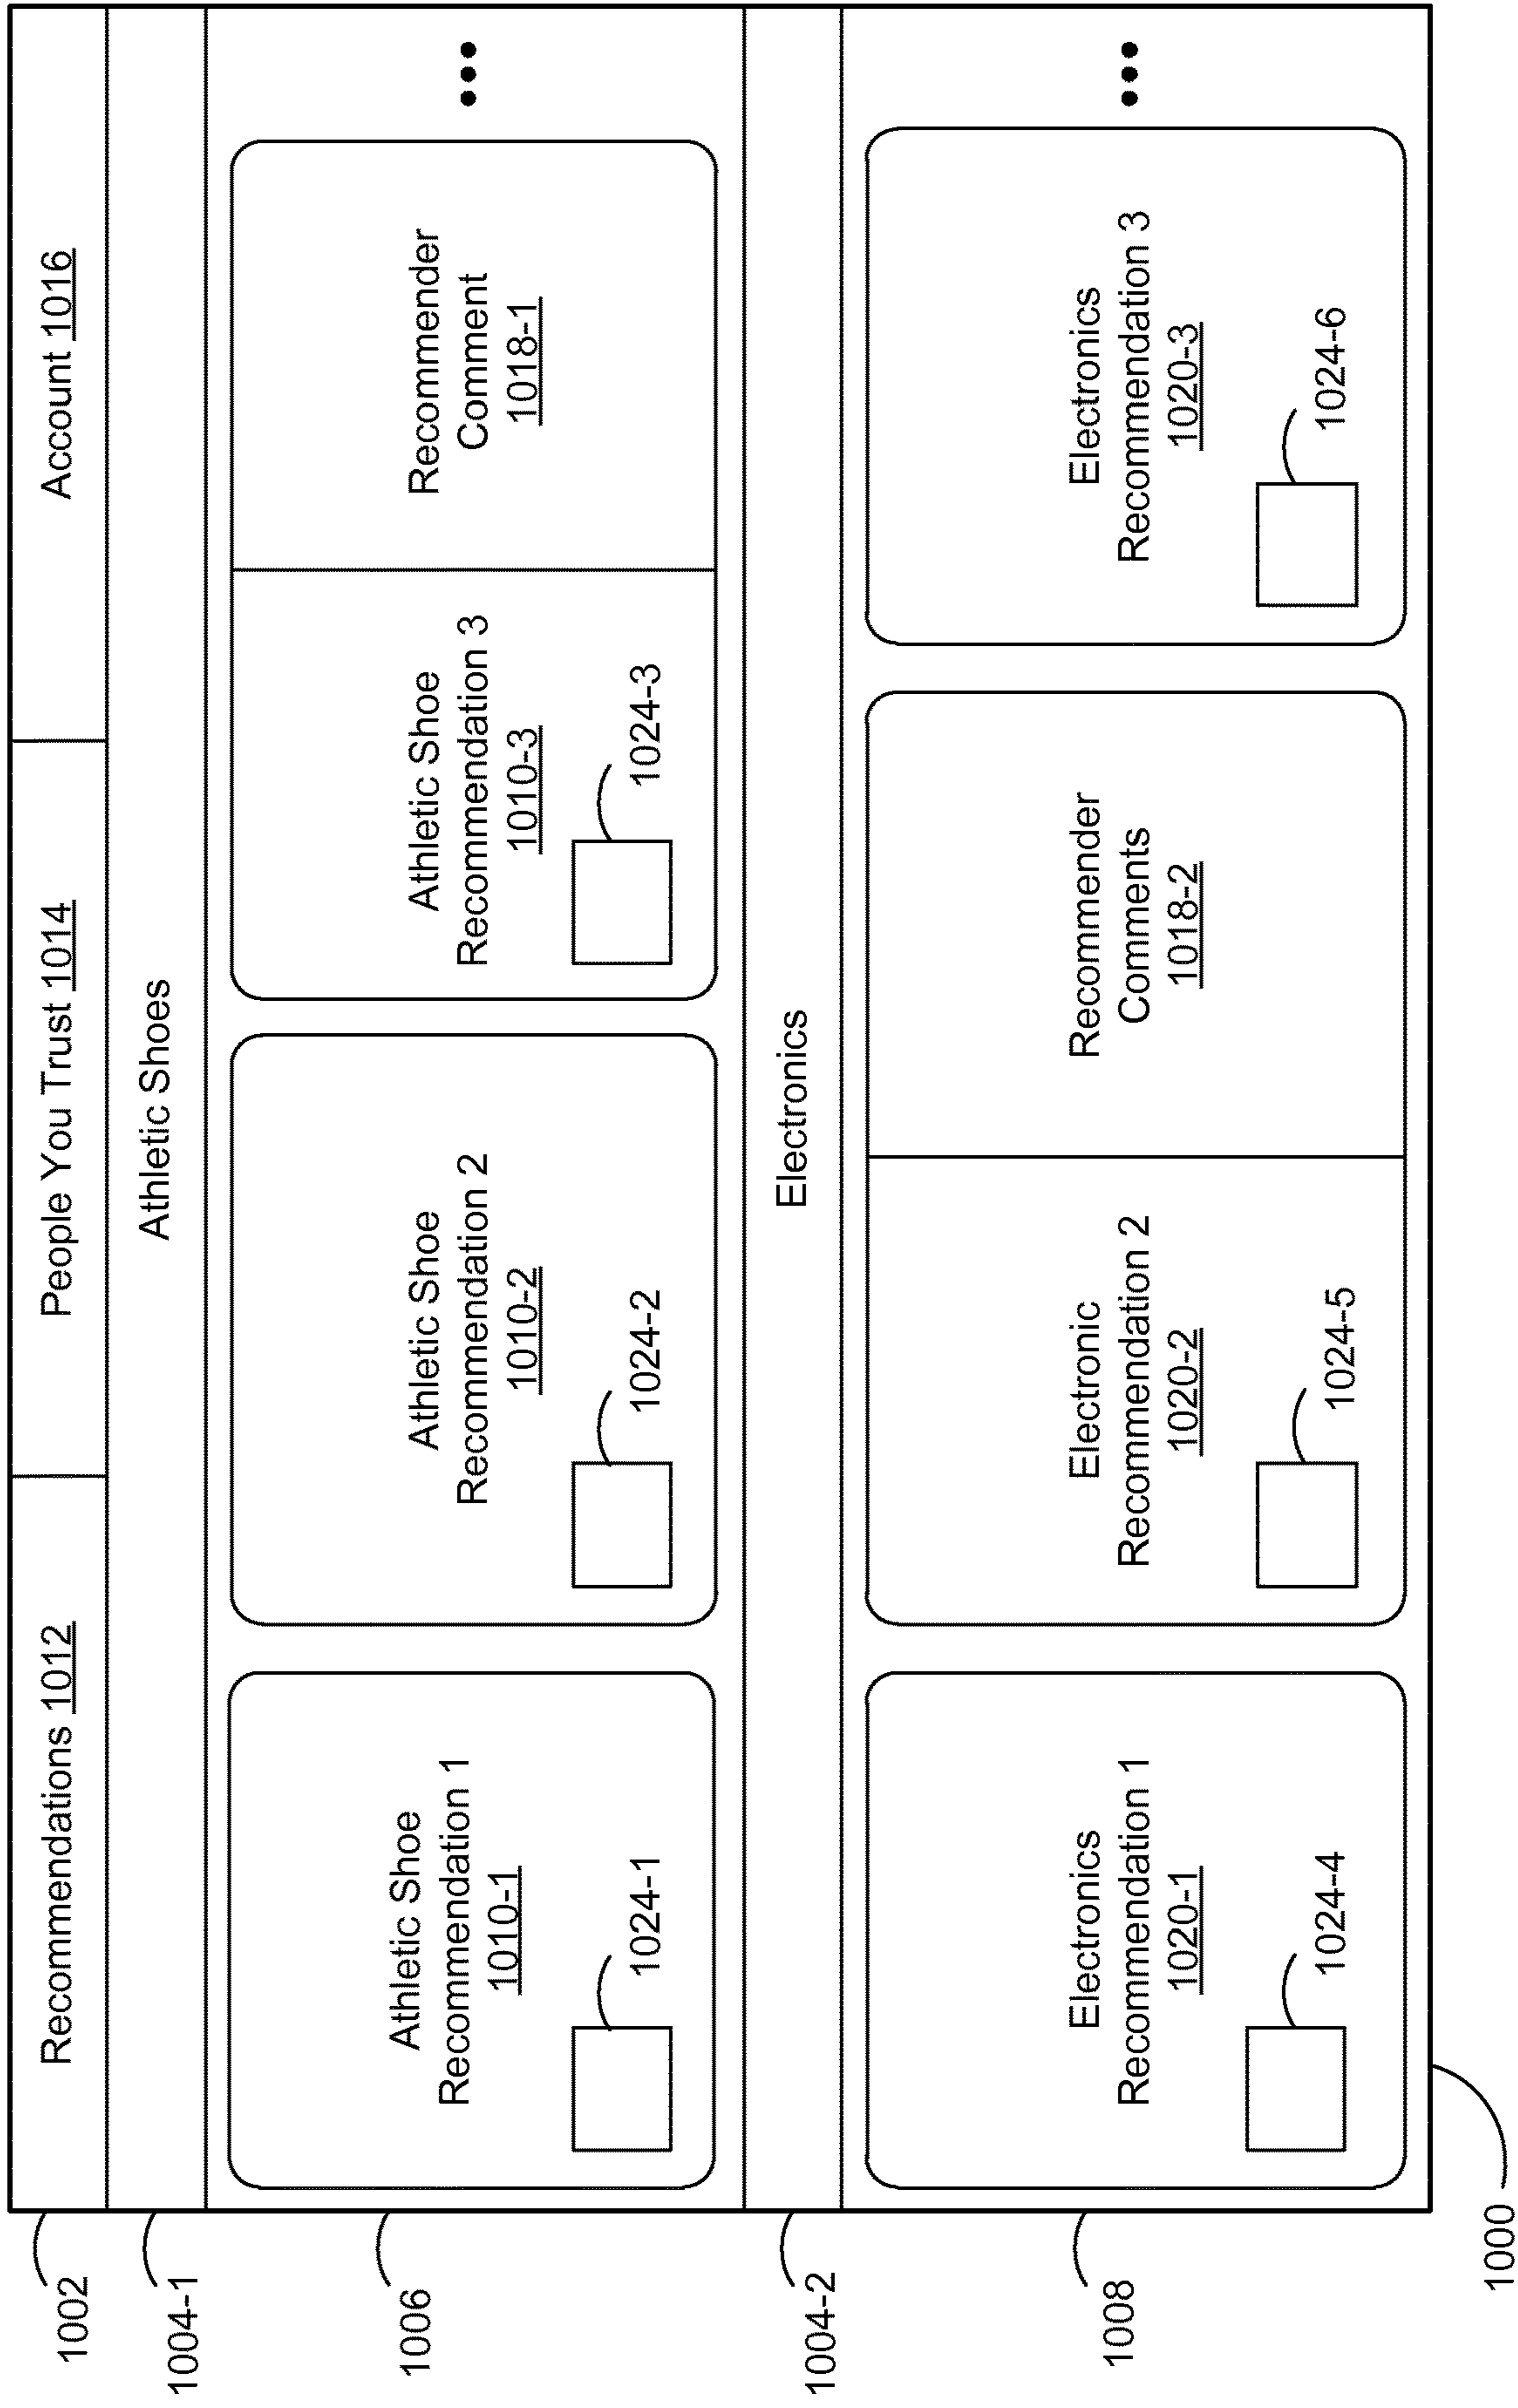 1002
Recommendations 1012
People You Trust 1014
Account 1016
1004-1
Athletic Shoes
1006
Athletic Shoe
Recommendation 1
1010-1
1024-1
Athletic Shoe
Recommendation 2
1010-2
1024-2
Athletic Shoe
Recommendation 3
1010-3
1024-3
Recommender
Comment
1018-1
1004-2
Electronics
1008
Electronics
Recommendation 1
1020-1
1024-4
Electronic
Recommendation 2
1020-2
1024-5
Recommender
Comments
1018-2
Electronics
Recommendation 3
1020-3
1024-6
1000